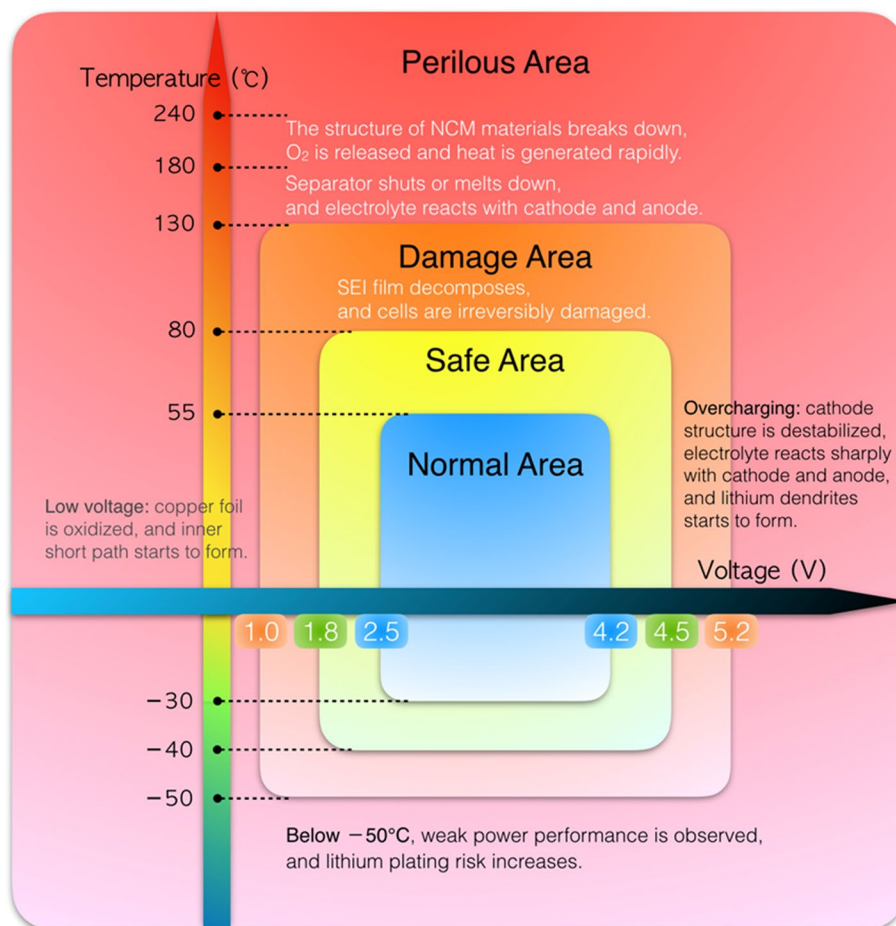 Perilous Area
Temperature (℃)
240
The structure of NCM materials breaks down,
O₂ is released and heat is generated rapidly.
180
Separator shuts or melts down,
and electrolyte reacts with cathode and anode.
130
Damage Area
SEI film decomposes,
and cells are irreversibly damaged.
80
Safe Area
55
Overcharging: cathode
structure is destabilized,
electrolyte reacts sharply
with cathode and anode,
and lithium dendrites
starts to form.
Normal Area
Low voltage: copper foil
is oxidized, and inner
short path starts to form.
Voltage (V)
1.0 1.8 2.5 4.2 4.5 5.2
−30
−40
−50
Below −50°C, weak power performance is observed,
and lithium plating risk increases.